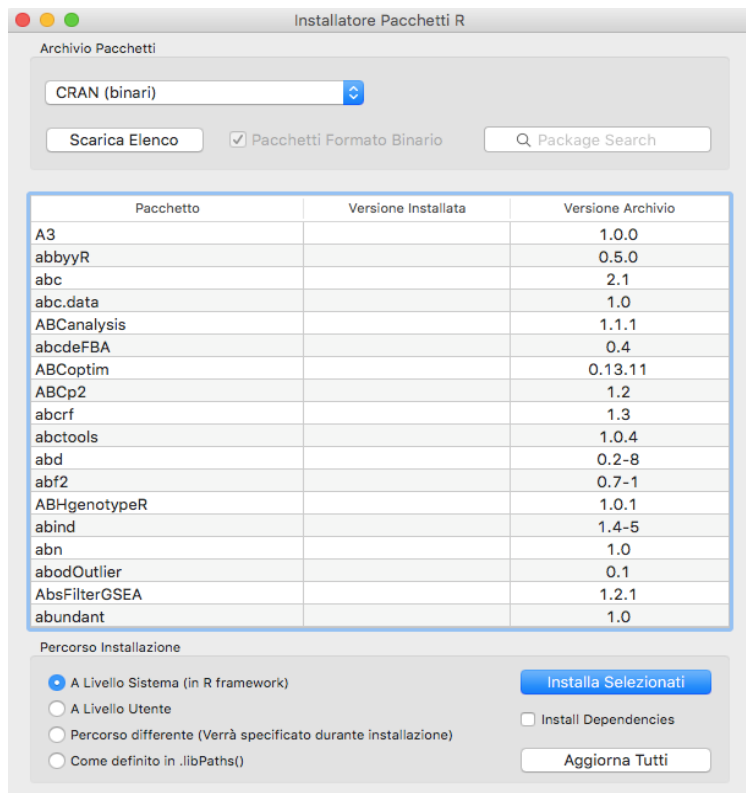 Installatore Pacchetti R
Archivio Pacchetti
CRAN (binari)
Scarica Elenco Pacchetti Formato Binario Package Search
Pacchetto Versione Installata Versione Archivio
A3 1.0.0
abbyyR 0.5.0
abc 2.1
abc.data 1.0
ABCanalysis 1.1.1
abcdeFBA 0.4
ABCoptim 0.13.11
ABCp2 1.2
abcrf 1.3
abctools 1.0.4
abd 0.2-8
abf2 0.7-1
ABHgenotypeR 1.0.1
abind 1.4-5
abn 1.0
abodOutlier 0.1
AbsFilterGSEA 1.2.1
abundant 1.0
Percorso Installazione
A Livello Sistema (in R framework) Installa Selezionati
A Livello Utente Install Dependencies
Percorso differente (Verrà specificato durante installazione)
Come definito in .libPaths() Aggiorna Tutti